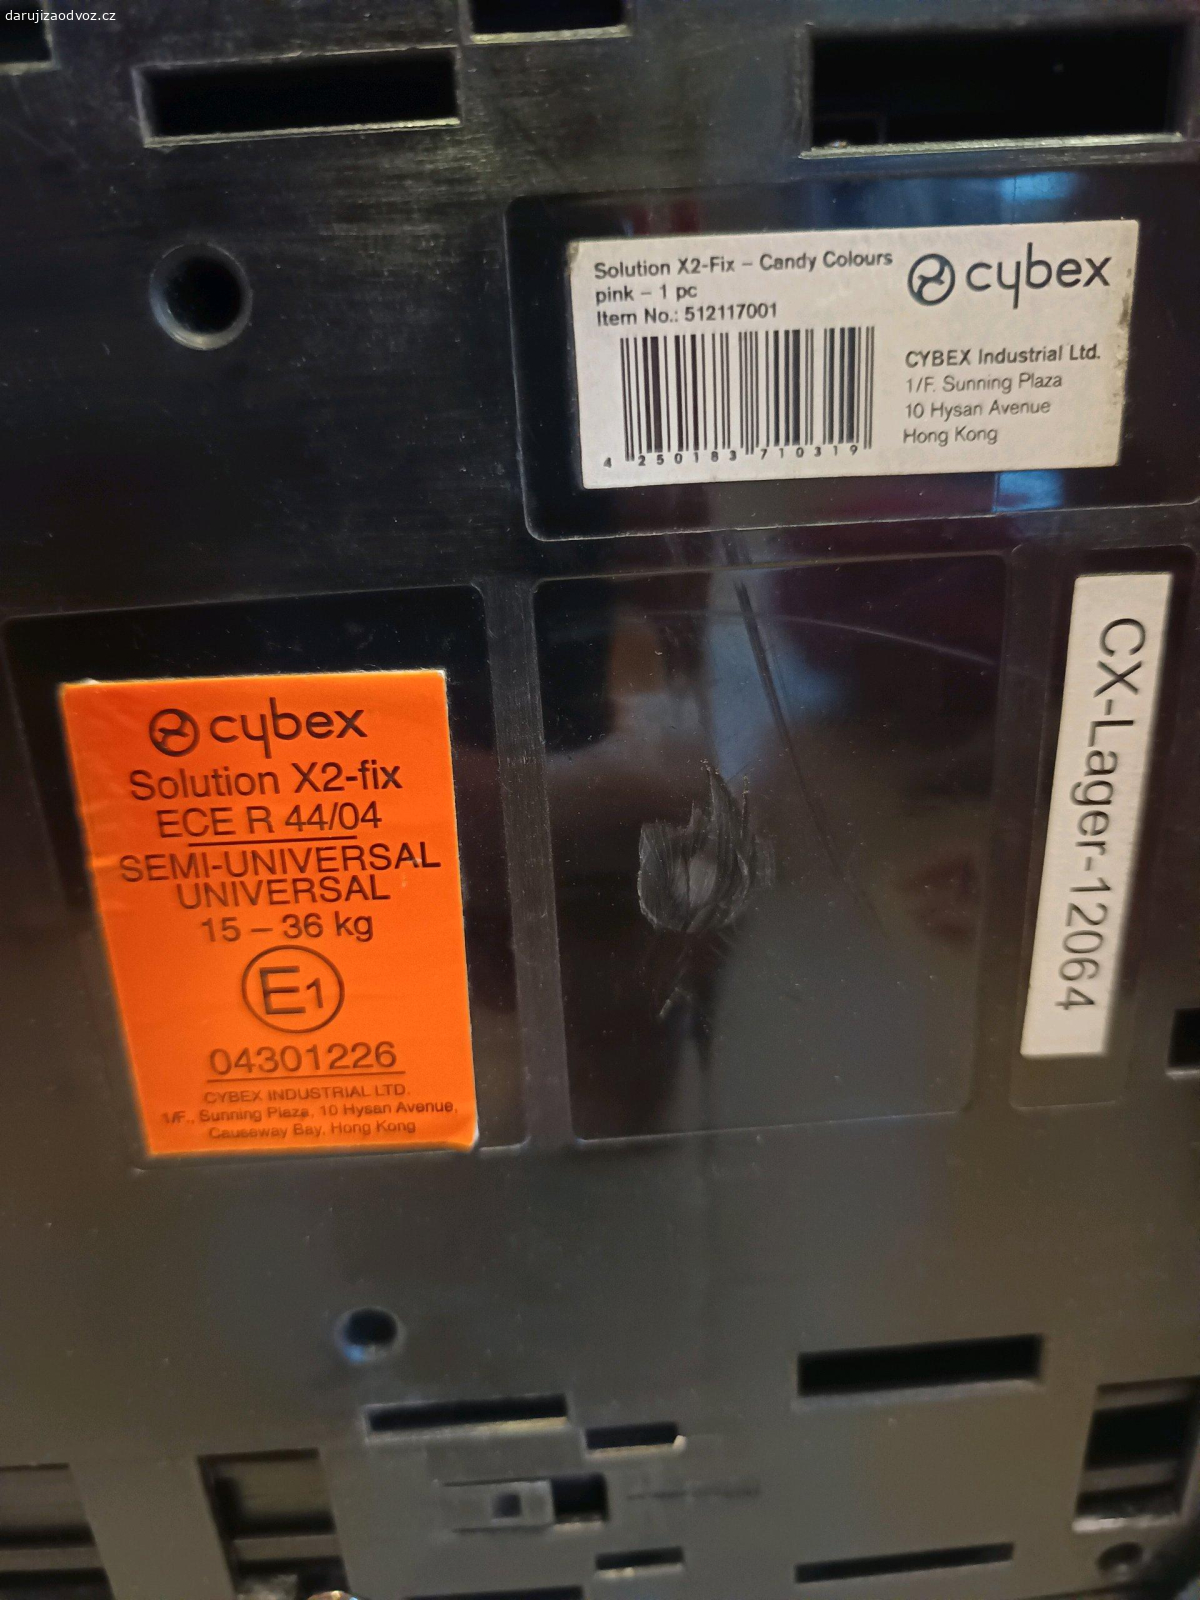 darujizaodvoz.cz
Solution X2-Fix – Candy Colours
pink – 1 pc
Item No.: 512117001
4 250183 710319
cybex
CYBEX Industrial Ltd.
1/F. Sunning Plaza
10 Hysan Avenue
Hong Kong
cybex
Solution X2-fix
ECE R 44/04
SEMI-UNIVERSAL
UNIVERSAL
15 – 36 kg
E1
04301226
CYBEX INDUSTRIAL LTD.
1/F., Sunning Plaza, 10 Hysan Avenue,
Causeway Bay, Hong Kong
CX-Lager-12064